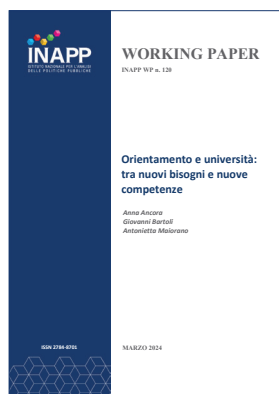 INAPP
ISTITUTO NAZIONALE PER L'ANALISI
DELLE POLITICHE PUBBLICHE
WORKING PAPER
INAPP WP n. 120
Orientamento e università:
tra nuovi bisogni e nuove
competenze
Anna Ancora
Giovanni Bartoli
Antonietta Maiorano
ISSN 2784-8701
MARZO 2024